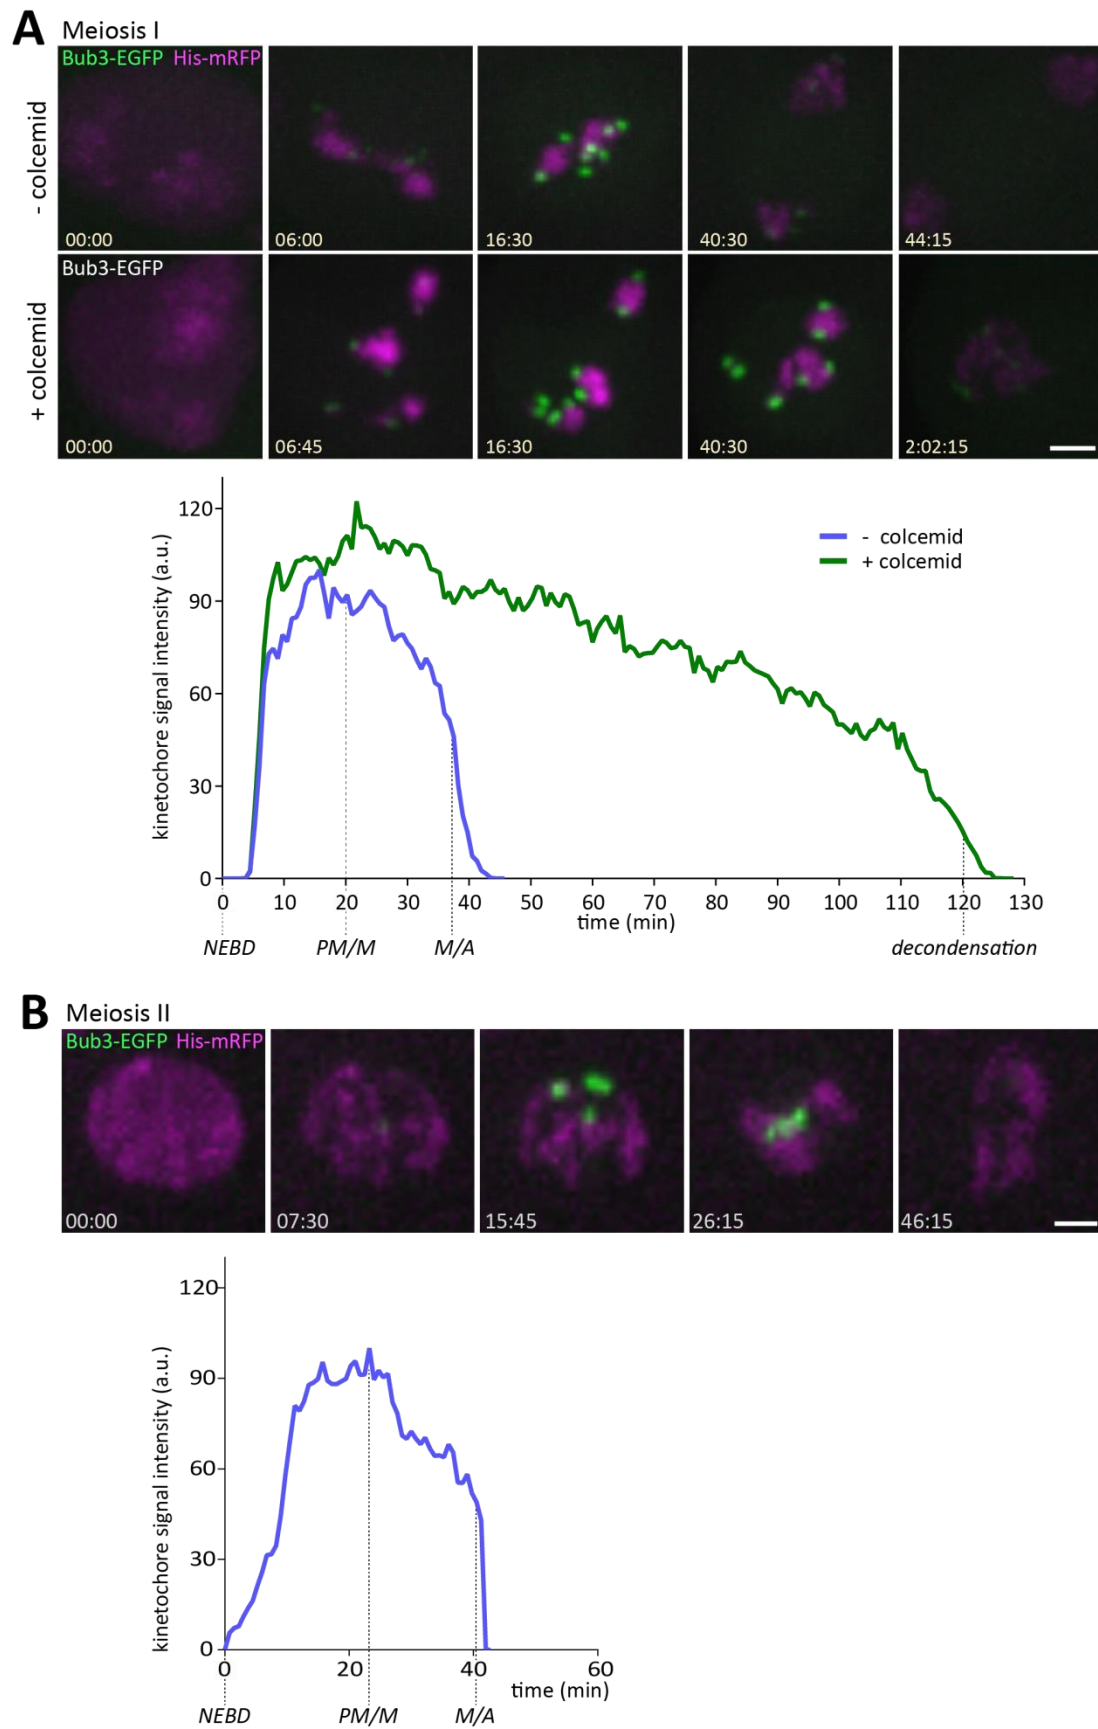 A
Meiosis I
Bub3-EGFP His-mRFP
- colcemid
00:00
06:00
16:30
40:30
44:15
Bub3-EGFP
+ colcemid
00:00
06:45
16:30
40:30
2:02:15
kinetochore signal intensity (a.u.)
120
90
60
30
0
- colcemid
+ colcemid
0 10 20 30 40 50 60 70 80 90 100 110 120 130
time (min)
NEBD PM/M M/A decondensation
B
Meiosis II
Bub3-EGFP His-mRFP
00:00
07:30
15:45
26:15
46:15
kinetochore signal intensity (a.u.)
120
90
60
30
0
0 20 40 60
time (min)
NEBD PM/M M/A